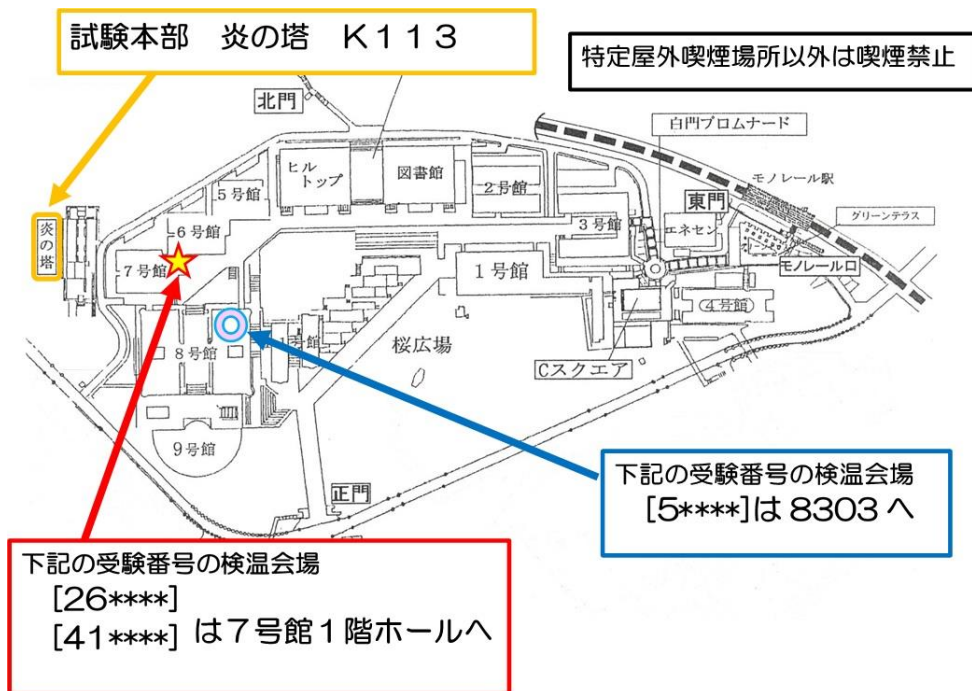 試験本部　炎の塔　K113
特定屋外喫煙場所以外は喫煙禁止
北門
白門プロムナード
モノレール駅
グリーンテラス
ヒルトップ
図書館
5号館
2号館
東門
エネセン
炎の塔
6号館
3号館
7号館
1号館
モノレール口
4号館
8号館
桜広場
Cスクエア
9号館
正門
下記の受験番号の検温会場
[5****]は8303へ
下記の受験番号の検温会場
[26****]
[41****] は7号館1階ホールへ